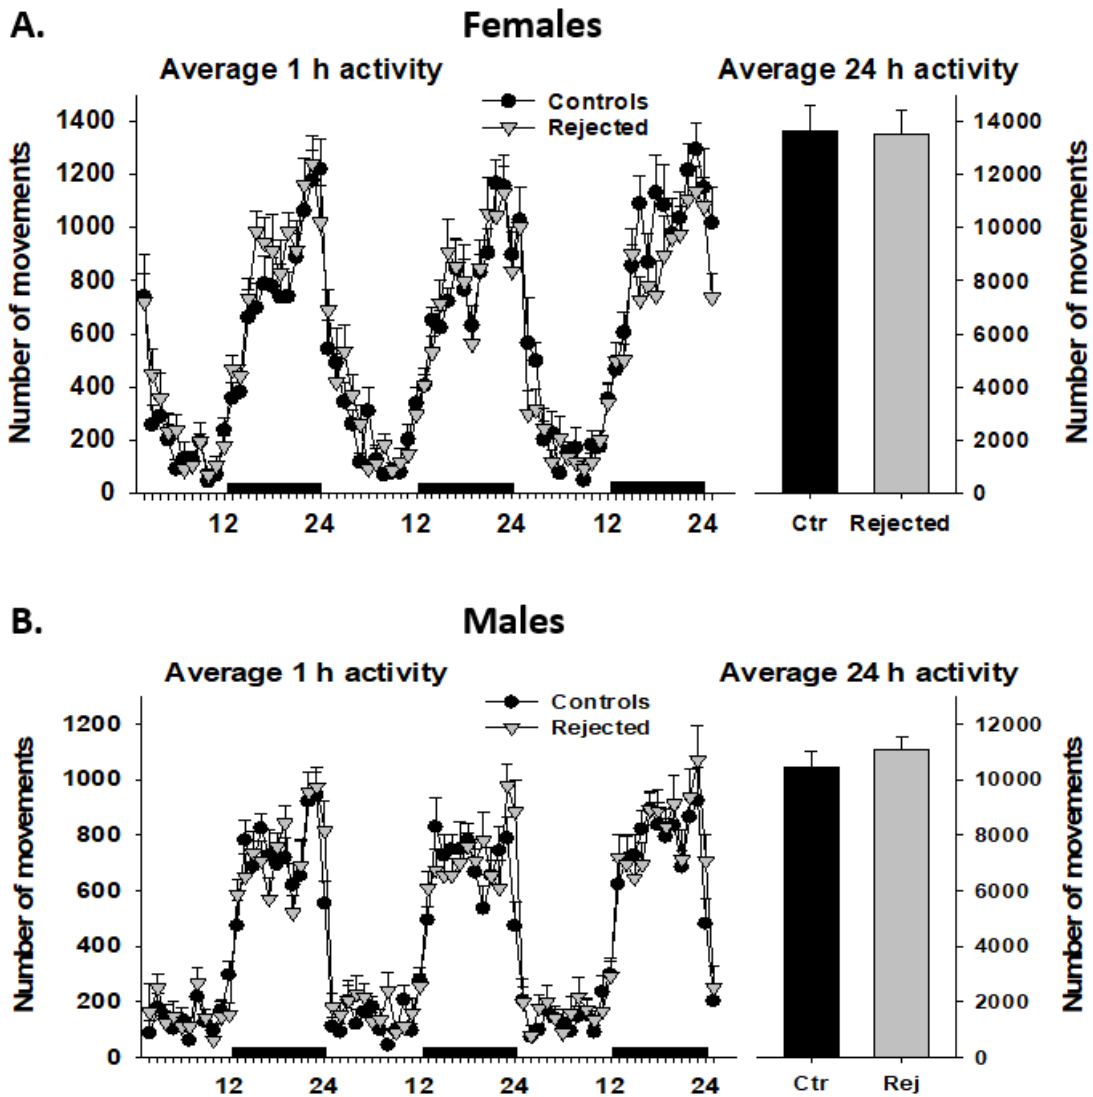 A.
Females
Average 1 h activity
Average 24 h activity
Controls
Rejected
Number of movements
1400
1200
1000
800
600
400
200
0
12 24 12 24 12 24
14000
12000
10000
8000
6000
4000
2000
0
Number of movements
Ctr Rejected
B.
Males
Average 1 h activity
Average 24 h activity
Controls
Rejected
Number of movements
1200
1000
800
600
400
200
0
12 24 12 24 12 24
12000
10000
8000
6000
4000
2000
0
Number of movements
Ctr Rej